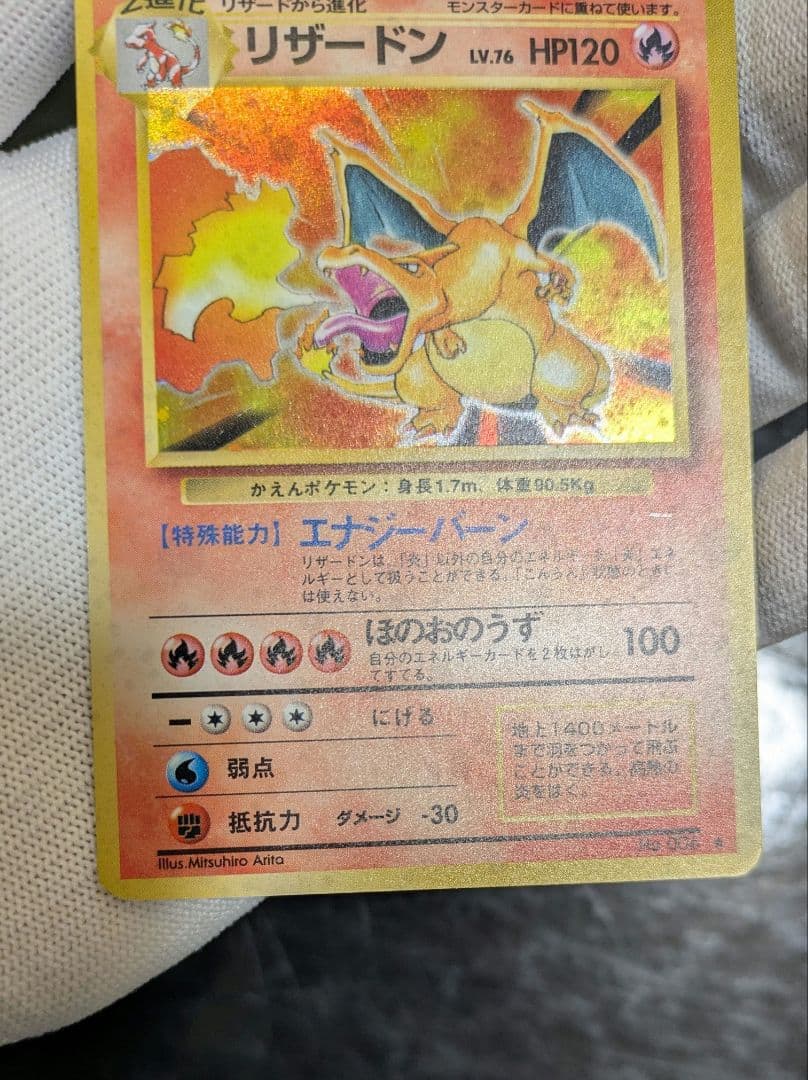 2進化 リザードから進化 モンスターカードに重ねて使います。
リザードン LV.76 HP120
かえんポケモン:身長1.7m、体重90.5Kg
【特殊能力】エナジーバーン
リザードンは、「炎」以外の自分のエネルギーを「炎」エネ
ルギーとして扱うことができる。「こんらん」状態のときに
は使えない。
ほのおのうず 100
自分のエネルギーカードを2枚はがし
てすてる。
ー にげる
弱点
抵抗力 ダメージ -30
地上1400メートル
まで羽をつかって飛ぶ
ことができる。高熱の
炎をはく。
Illus.Mitsuhiro Arita
No.006 ★